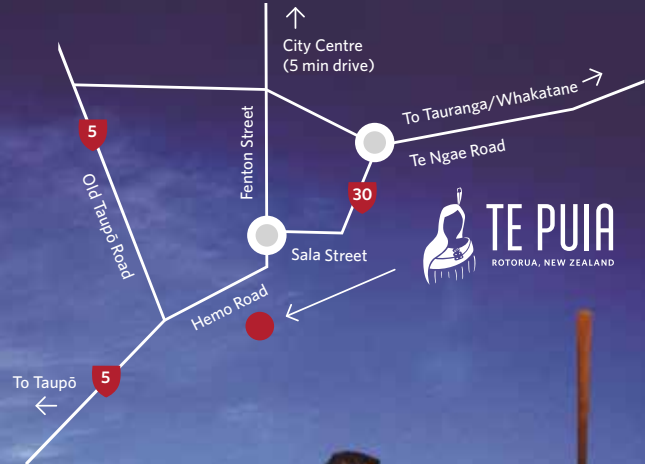 City Centre
(5 min drive)
To Tauranga/Whakatane
5
Fenton Street
Te Ngae Road
Old Taupō Road
30
TE PUIA
ROTORUA, NEW ZEALAND
Sala Street
Hemo Road
To Taupō
5